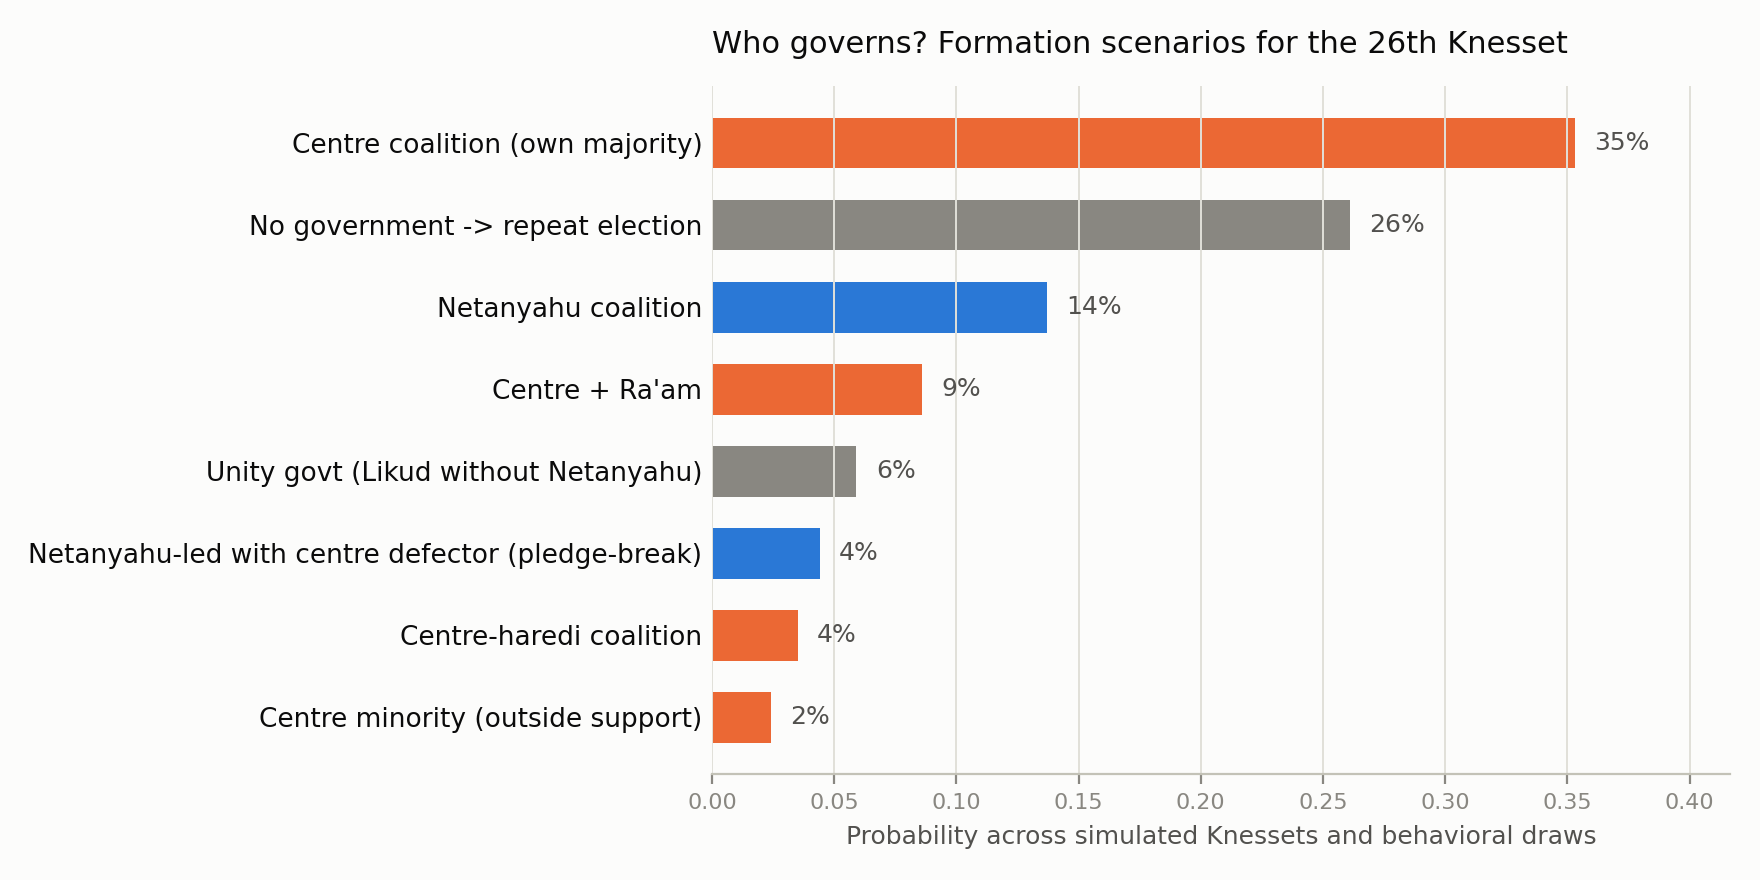 Who governs? Formation scenarios for the 26th Knesset
Centre coalition (own majority) 35%
No government -> repeat election 26%
Netanyahu coalition 14%
Centre + Ra'am 9%
Unity govt (Likud without Netanyahu) 6%
Netanyahu-led with centre defector (pledge-break) 4%
Centre-haredi coalition 4%
Centre minority (outside support) 2%
0.00 0.05 0.10 0.15 0.20 0.25 0.30 0.35 0.40
Probability across simulated Knessets and behavioral draws